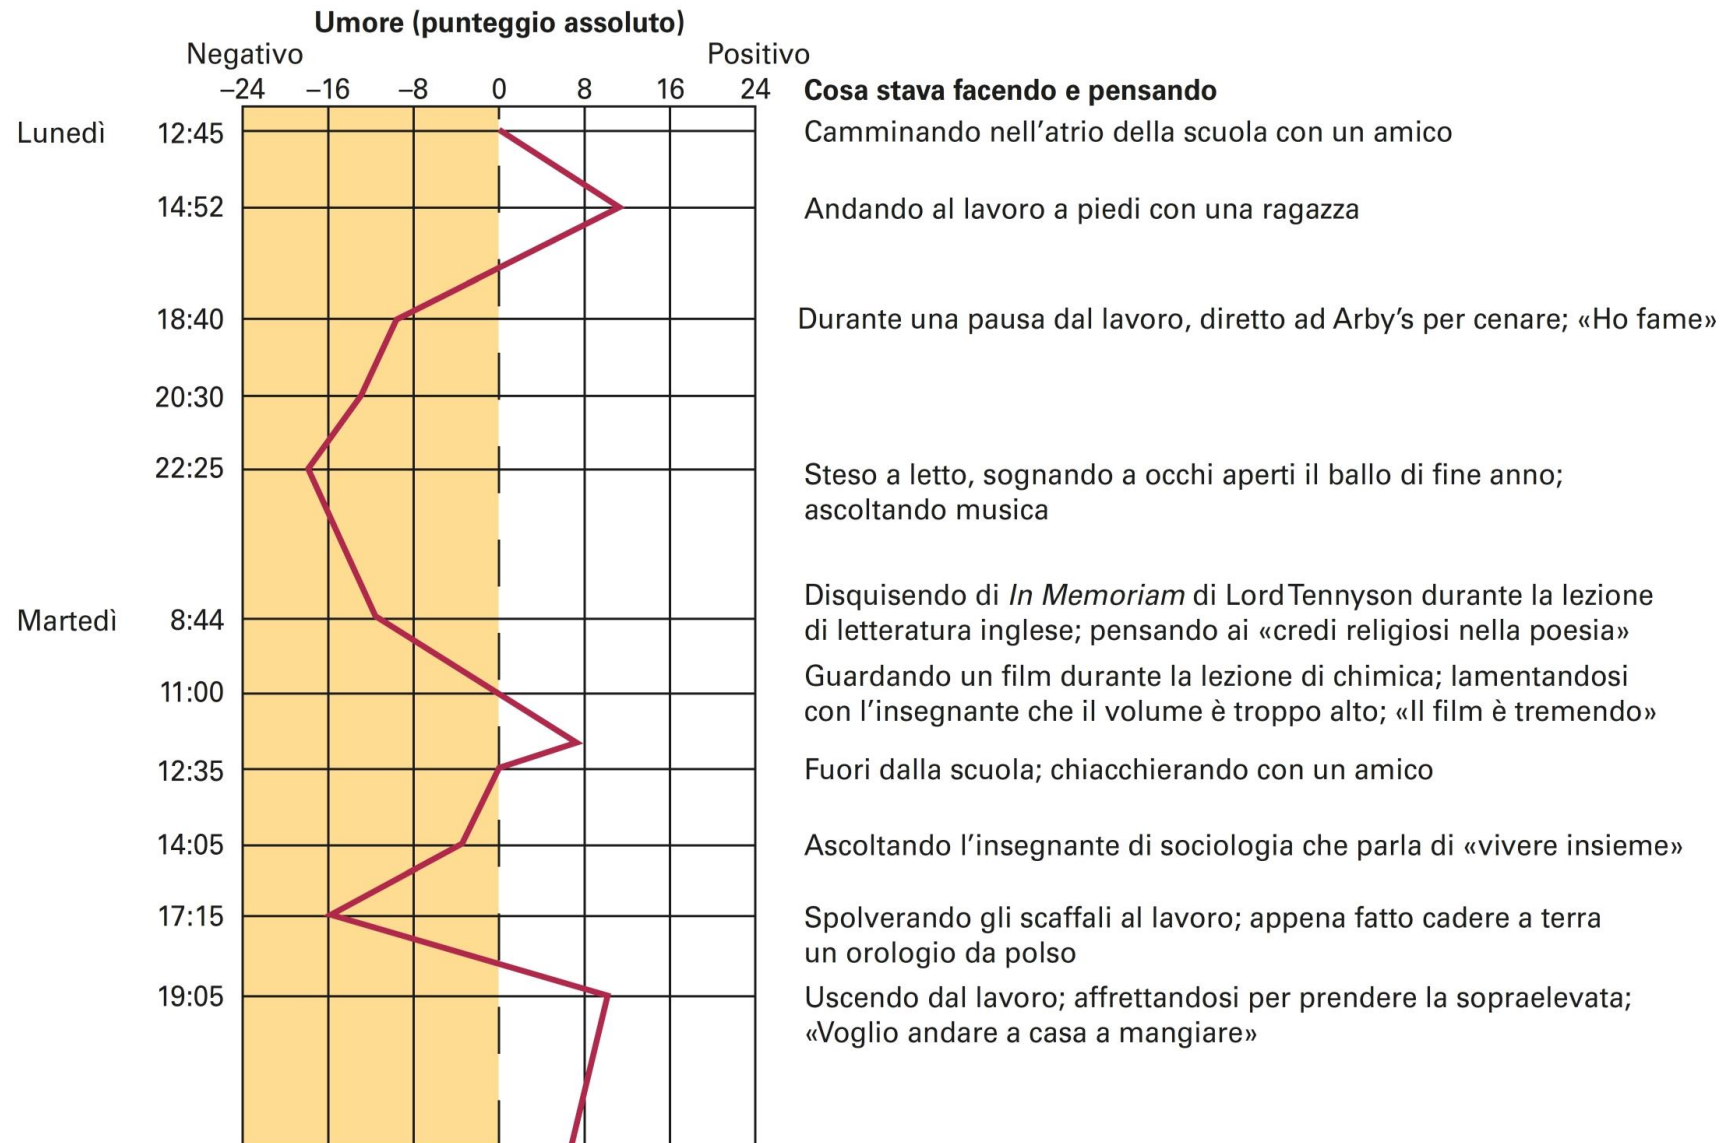 Umore (punteggio assoluto)
Negativo Positivo
–24 –16 –8 0 8 16 24 Cosa stava facendo e pensando
Lunedì 12:45 Camminando nell’atrio della scuola con un amico
14:52 Andando al lavoro a piedi con una ragazza
18:40 Durante una pausa dal lavoro, diretto ad Arby’s per cenare; «Ho fame»
20:30
22:25 Steso a letto, sognando a occhi aperti il ballo di fine anno;
ascoltando musica
Disquisendo di In Memoriam di Lord Tennyson durante la lezione
Martedì 8:44 di letteratura inglese; pensando ai «credi religiosi nella poesia»
Guardando un film durante la lezione di chimica; lamentandosi
11:00 con l’insegnante che il volume è troppo alto; «Il film è tremendo»
12:35 Fuori dalla scuola; chiacchierando con un amico
14:05 Ascoltando l’insegnante di sociologia che parla di «vivere insieme»
17:15 Spolverando gli scaffali al lavoro; appena fatto cadere a terra
un orologio da polso
19:05 Uscendo dal lavoro; affrettandosi per prendere la sopraelevata;
«Voglio andare a casa a mangiare»